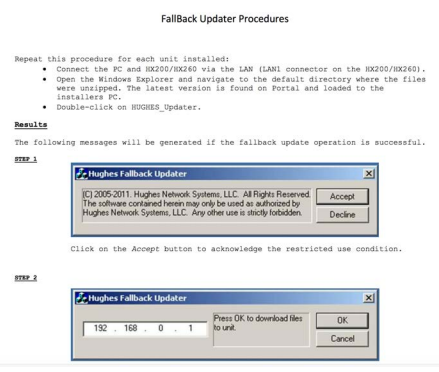 FallBack Updater Procedures
Repeat this procedure for each unit installed:
• Connect the PC and HX200/HX260 via the LAN (LAN1 connector on the HX200/HX260).
• Open the Windows Explorer and navigate to the default directory where the files
were unzipped. The latest version is found on Portal and loaded to the
installers PC.
• Double-click on HUGHES_Updater.
Results
The following messages will be generated if the fallback update operation is successful.
STEP 1
Hughes Fallback Updater
(C) 2005-2011. Hughes Network Systems, LLC. All Rights Reserved.
The software contained herein may only be used as authorized by
Hughes Network Systems, LLC. Any other use is strictly forbidden.
Accept
Decline
Click on the Accept button to acknowledge the restricted use condition.
STEP 2
Hughes Fallback Updater
192 . 168 . 0 . 1
Press OK to download files
to unit.
OK
Cancel